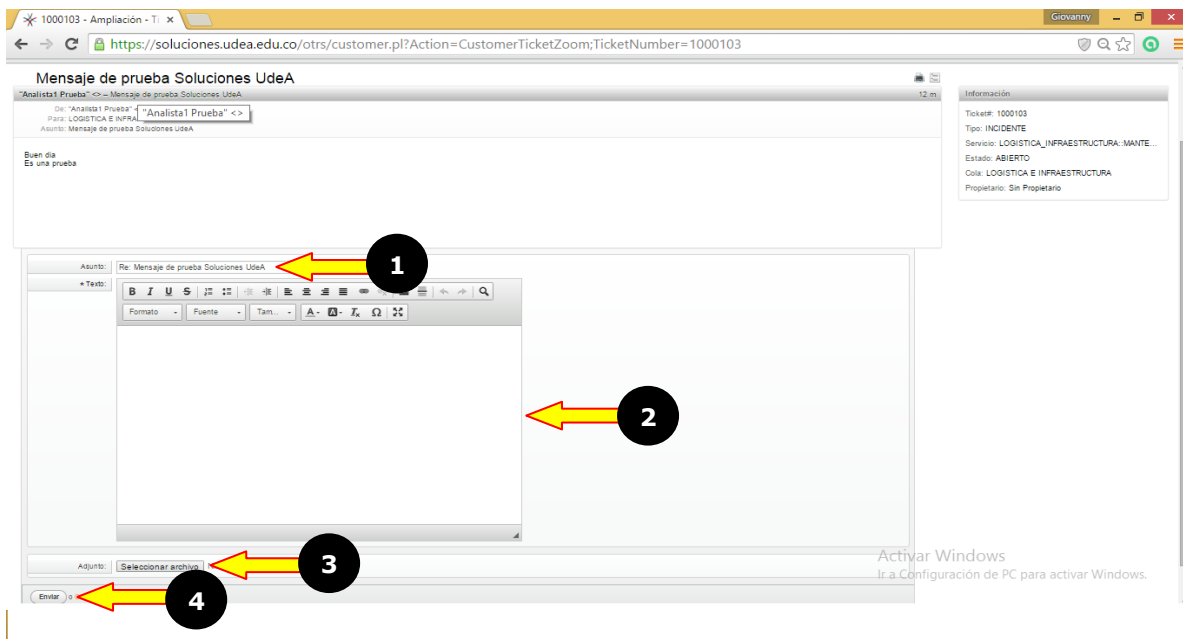 1000103 - Ampliación - Ti
Giovanny
https://soluciones.udea.edu.co/otrs/customer.pl?Action=CustomerTicketZoom;TicketNumber=1000103
Mensaje de prueba Soluciones UdeA
"Analista1 Prueba" <> – Mensaje de prueba Soluciones UdeA
12 m
De: "Analista1 Prueba"
"Analista1 Prueba" <>
Para: LOGISTICA E INFRA
Asunto: Mensaje de prueba Soluciones UdeA
Buen dia
Es una prueba
Información
Ticket#: 1000103
Tipo: INCIDENTE
Servicio: LOGISTICA_INFRAESTRUCTURA::MANTE...
Estado: ABIERTO
Cola: LOGISTICA E INFRAESTRUCTURA
Propietario: Sin Propietario
Asunto: Re: Mensaje de prueba Soluciones UdeA
1
* Texto:
B I U S
Formato Fuente Tam... A A Ix Ω
2
Adjunto: Seleccionar archivo
3
Enviar o
4
Activar Windows
Ir a Configuración de PC para activar Windows.